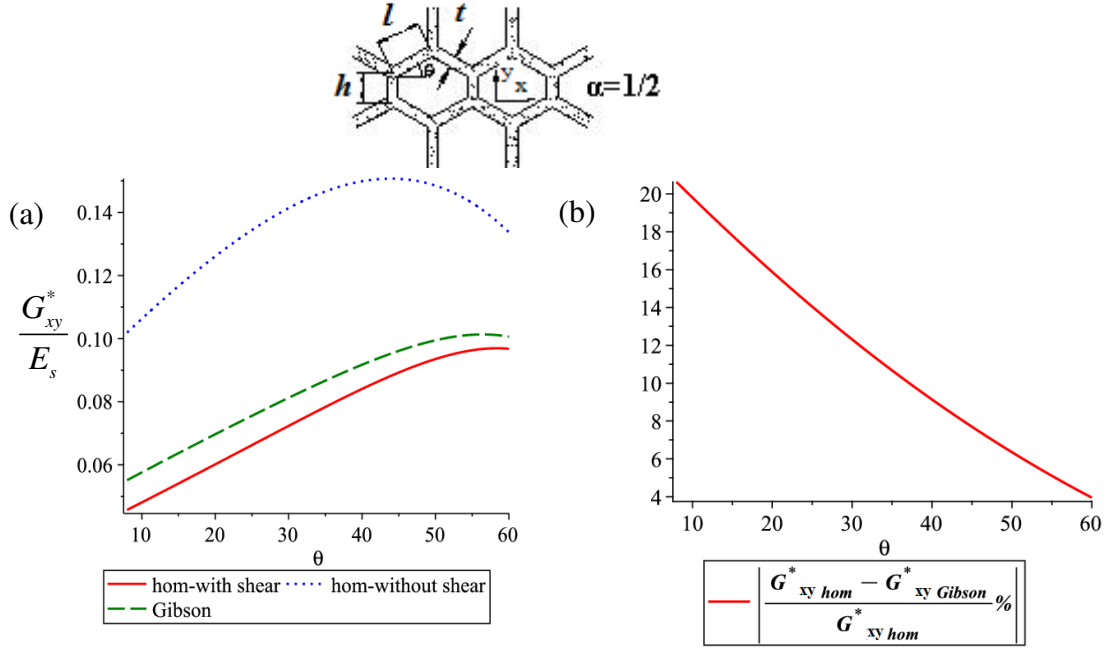 l t
θ
h y x α=1/2
(a)
0.14
0.12
0.10
0.08
0.06
G*xy / Es
10 20 30 40 50 60
θ
hom-with shear hom-without shear
Gibson
(b)
20
18
16
14
12
10
8
6
4
10 20 30 40 50 60
θ
| G*xy hom − G*xy Gibson / G*xy hom % |